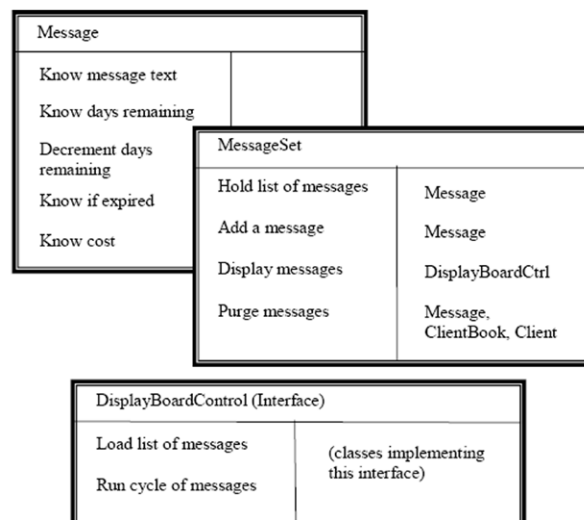 Message
Know message text
Know days remaining
Decrement days
remaining
Know if expired
Know cost
MessageSet
Hold list of messages
Message
Add a message
Message
Display messages
DisplayBoardCtrl
Purge messages
Message,
ClientBook, Client
DisplayBoardControl (Interface)
Load list of messages
(classes implementing
this interface)
Run cycle of messages